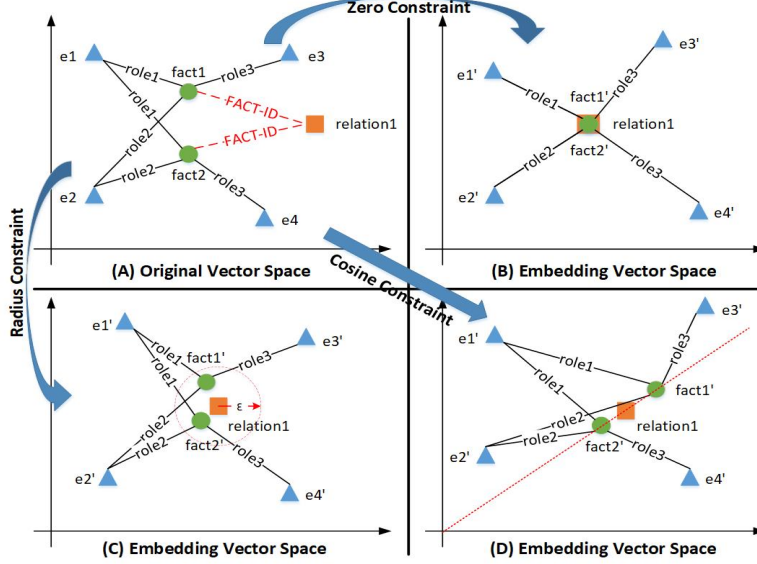 Zero Constraint
e1
role1
fact1
role3
e3
role1
FACT-ID
relation1
role2
FACT-ID
role2
fact2
role3
e2
e4
(A) Original Vector Space
e3'
e1'
role1
fact1'
role3
relation1
role2
fact2'
role3
e2'
e4'
(B) Embedding Vector Space
Radius Constraint
Cosine Constraint
e1'
role1
fact1'
role3
e3'
role1
ε
relation1
role2
role2
fact2'
role3
e2'
e4'
(C) Embedding Vector Space
e3'
e1'
role1
role3
role1
fact1'
role2
relation1
role2
fact2'
role3
e2'
e4'
(D) Embedding Vector Space